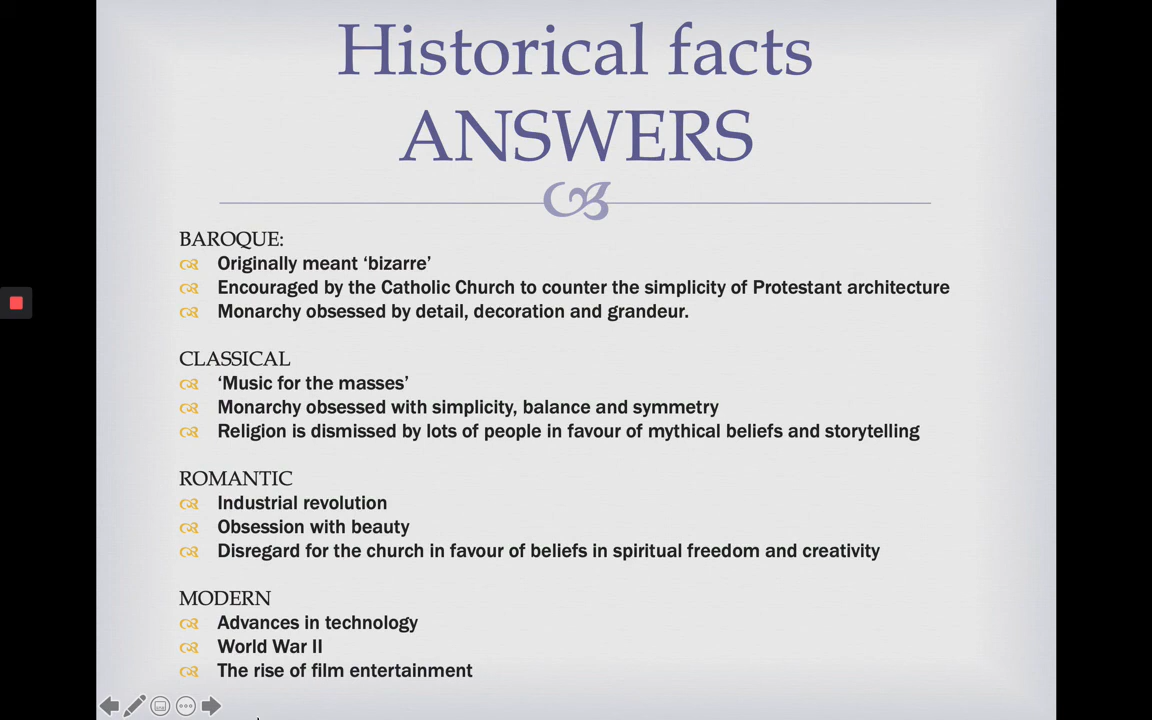 Historical facts
ANSWERS
BAROQUE:
Originally meant ‘bizarre’
Encouraged by the Catholic Church to counter the simplicity of Protestant architecture
Monarchy obsessed by detail, decoration and grandeur.
CLASSICAL
‘Music for the masses’
Monarchy obsessed with simplicity, balance and symmetry
Religion is dismissed by lots of people in favour of mythical beliefs and storytelling
ROMANTIC
Industrial revolution
Obsession with beauty
Disregard for the church in favour of beliefs in spiritual freedom and creativity
MODERN
Advances in technology
World War II
The rise of film entertainment